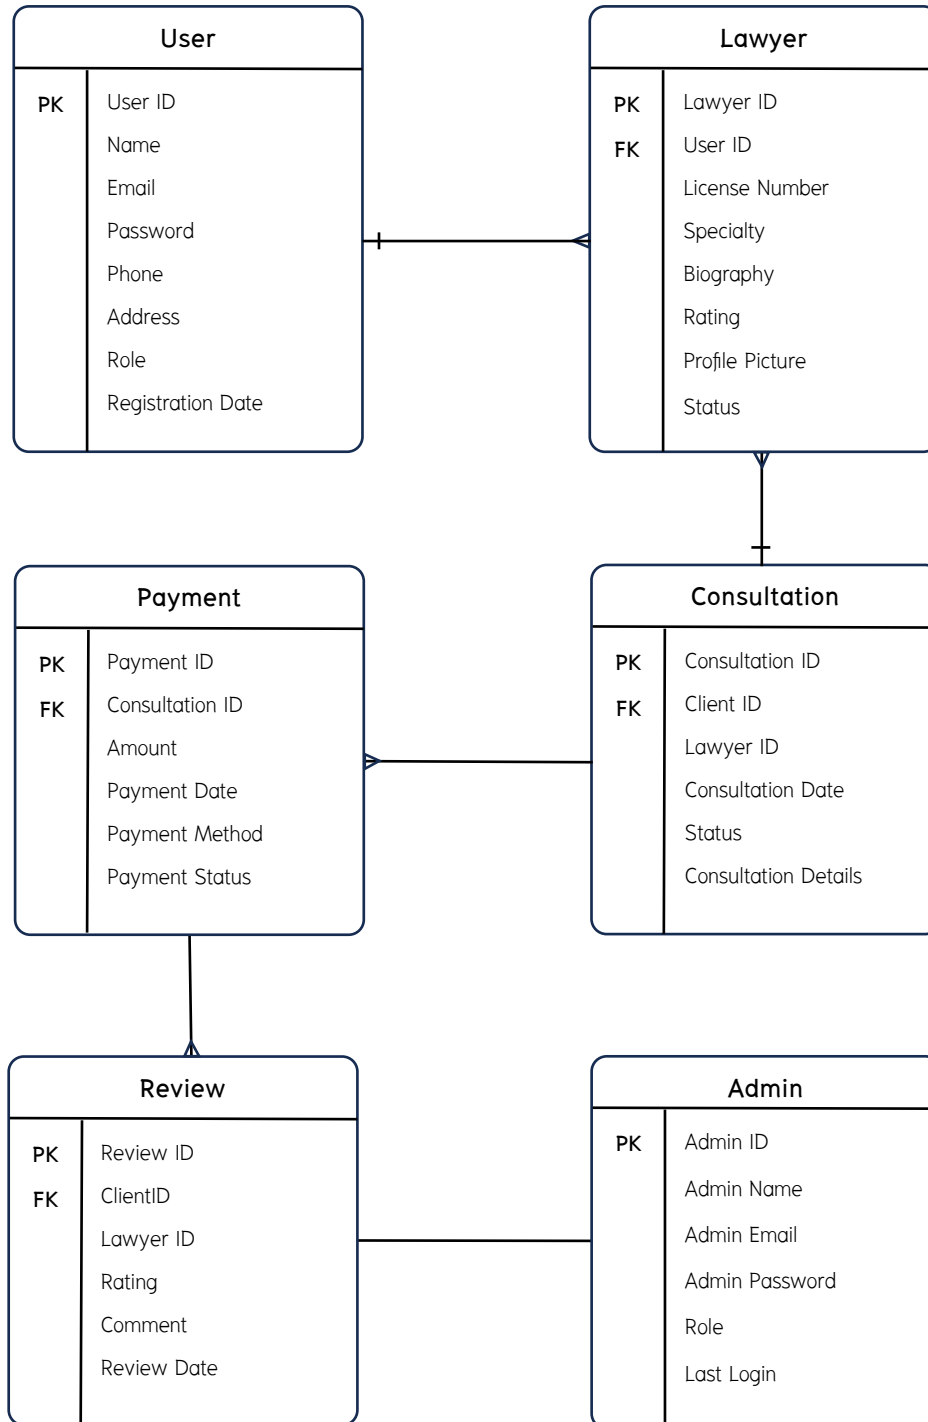 User
PK User ID
Name
Email
Password
Phone
Address
Role
Registration Date
Lawyer
PK Lawyer ID
FK User ID
License Number
Specialty
Biography
Rating
Profile Picture
Status
Payment
PK Payment ID
FK Consultation ID
Amount
Payment Date
Payment Method
Payment Status
Consultation
PK Consultation ID
FK Client ID
Lawyer ID
Consultation Date
Status
Consultation Details
Review
PK Review ID
FK ClientID
Lawyer ID
Rating
Comment
Review Date
Admin
PK Admin ID
Admin Name
Admin Email
Admin Password
Role
Last Login